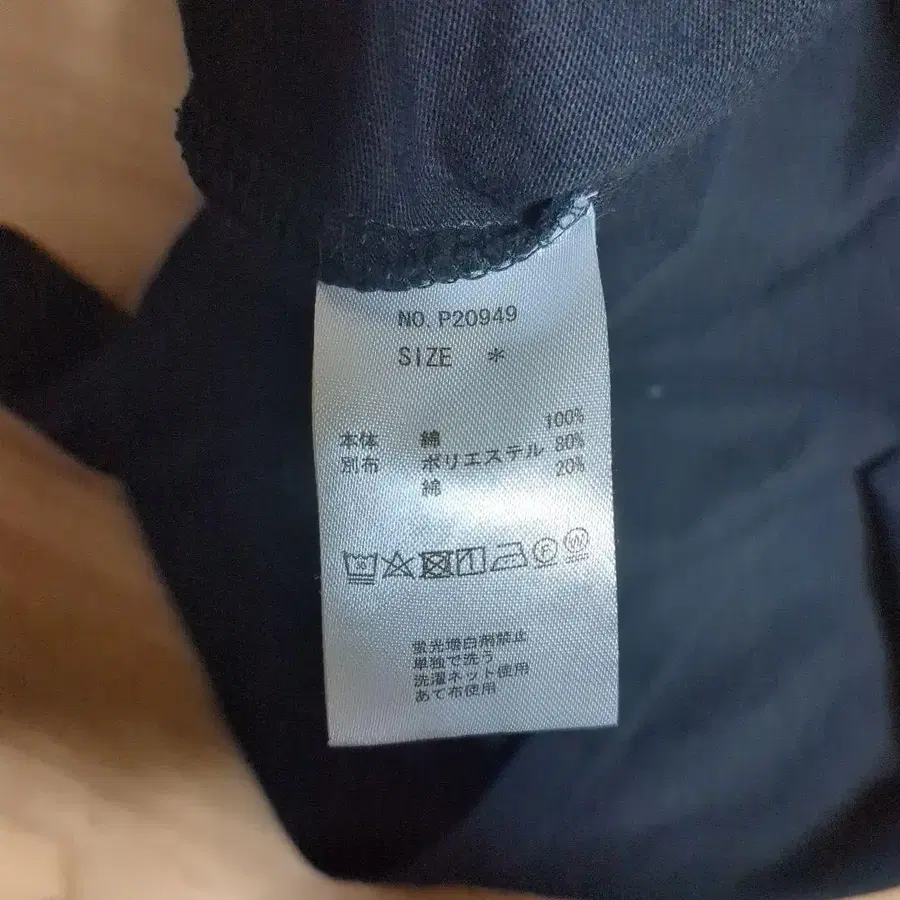 NO. P20949
SIZE *
本体 綿 100%
別布 ポリエステル 80%
綿 20%
蛍光増白剤禁止
単独で洗う
洗濯ネット使用
あて布使用